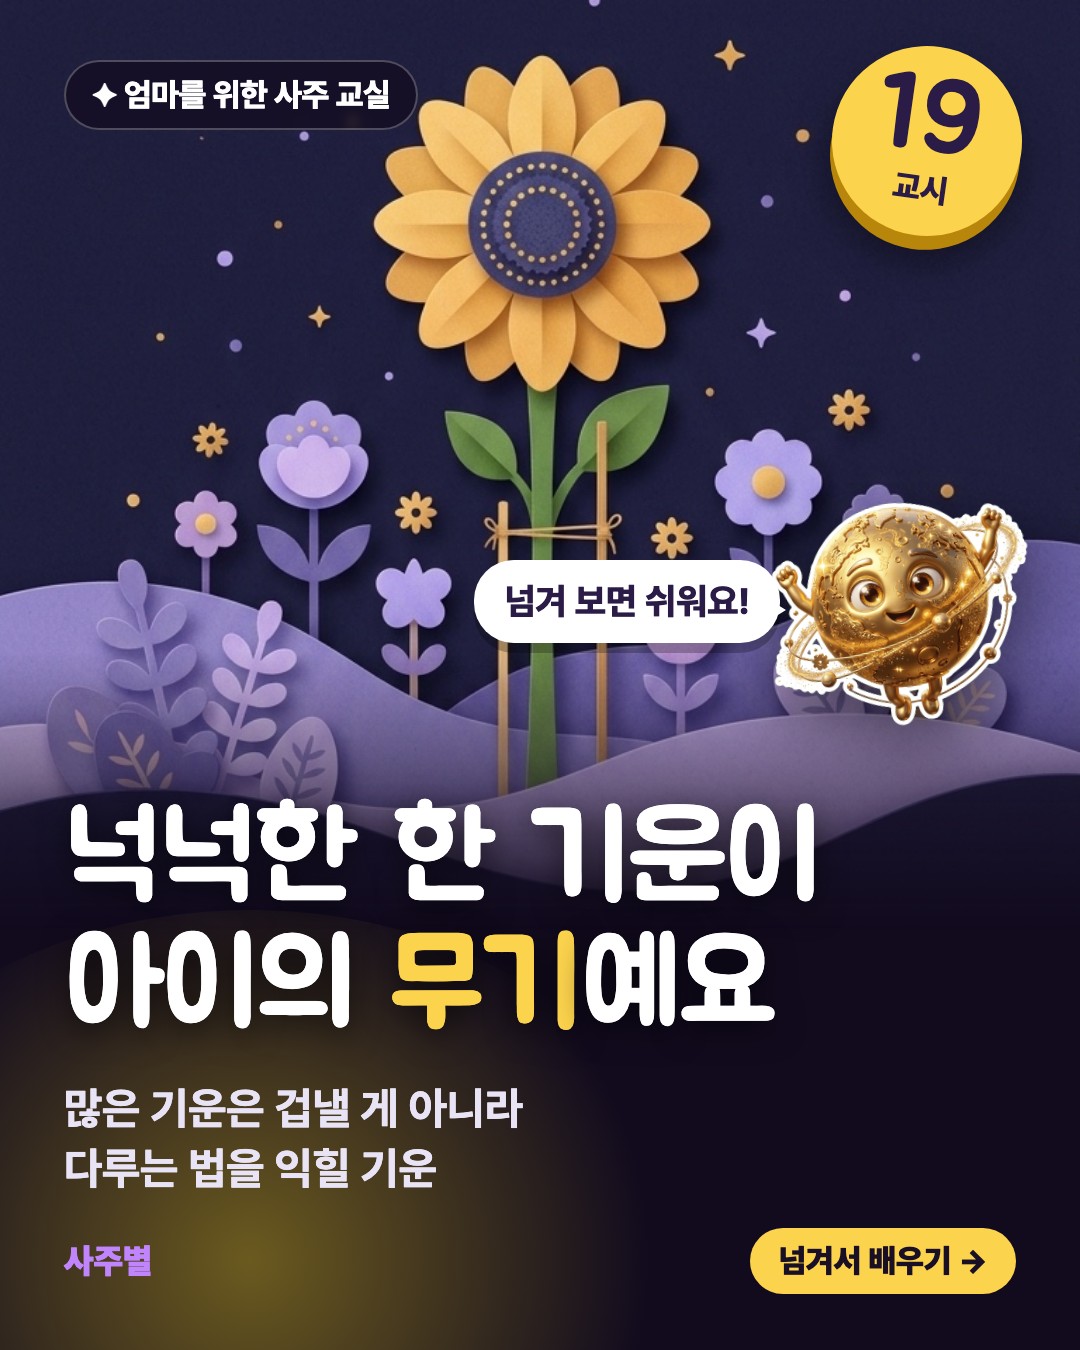 ✦ 엄마를 위한 사주 교실
19
교시
넘겨 보면 쉬워요!
넉넉한 한 기운이
아이의 무기예요
많은 기운은 겁낼 게 아니라
다루는 법을 익힐 기운
사주별
넘겨서 배우기 →